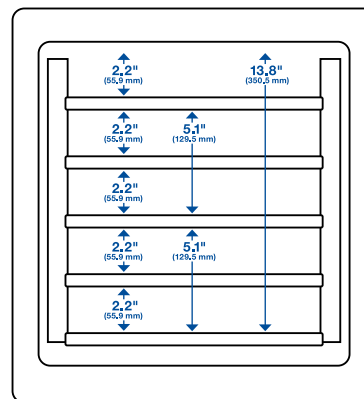 2.2" 13.8"
(55.9 mm) (350.5 mm)
2.2" 5.1"
(55.9 mm) (129.5 mm)
2.2"
(55.9 mm)
2.2" 5.1"
(55.9 mm) (129.5 mm)
2.2"
(55.9 mm)